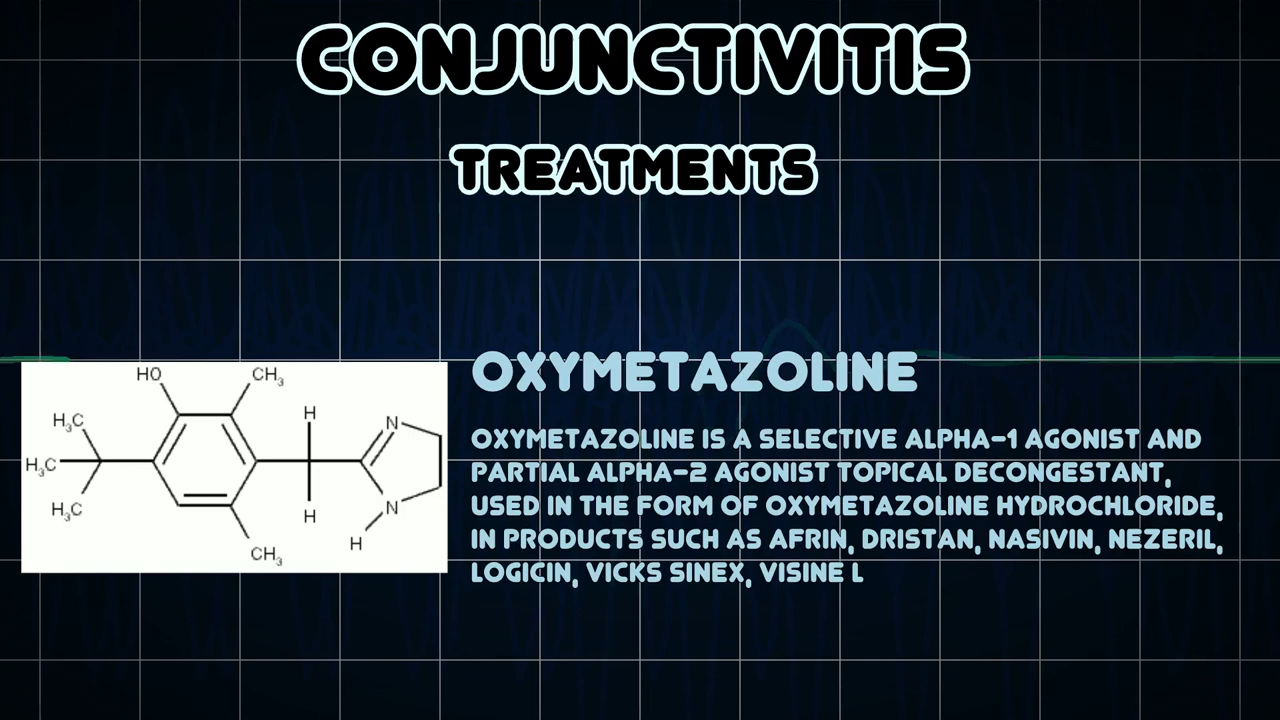 CONJUNCTIVITIS
TREATMENTS
OXYMETAZOLINE
OXYMETAZOLINE IS A SELECTIVE ALPHA-1 AGONIST AND
PARTIAL ALPHA-2 AGONIST TOPICAL DECONGESTANT,
USED IN THE FORM OF OXYMETAZOLINE HYDROCHLORIDE,
IN PRODUCTS SUCH AS AFRIN, DRISTAN, NASIVIN, NEZERIL,
LOGICIN, VICKS SINEX, VISINE L
HO
CH₃
H₃C
H
N
H₃C
H₃C
H
N
H
CH₃